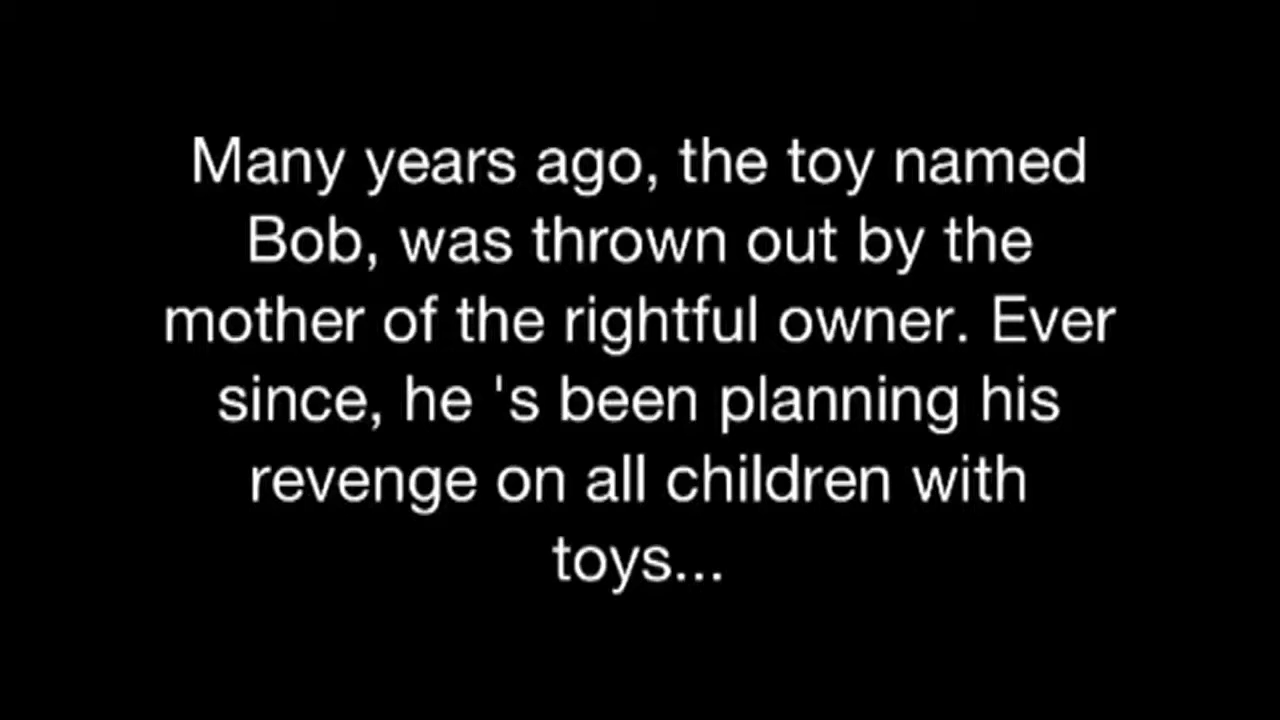 Many years ago, the toy named
Bob, was thrown out by the
mother of the rightful owner. Ever
since, he 's been planning his
revenge on all children with
toys...